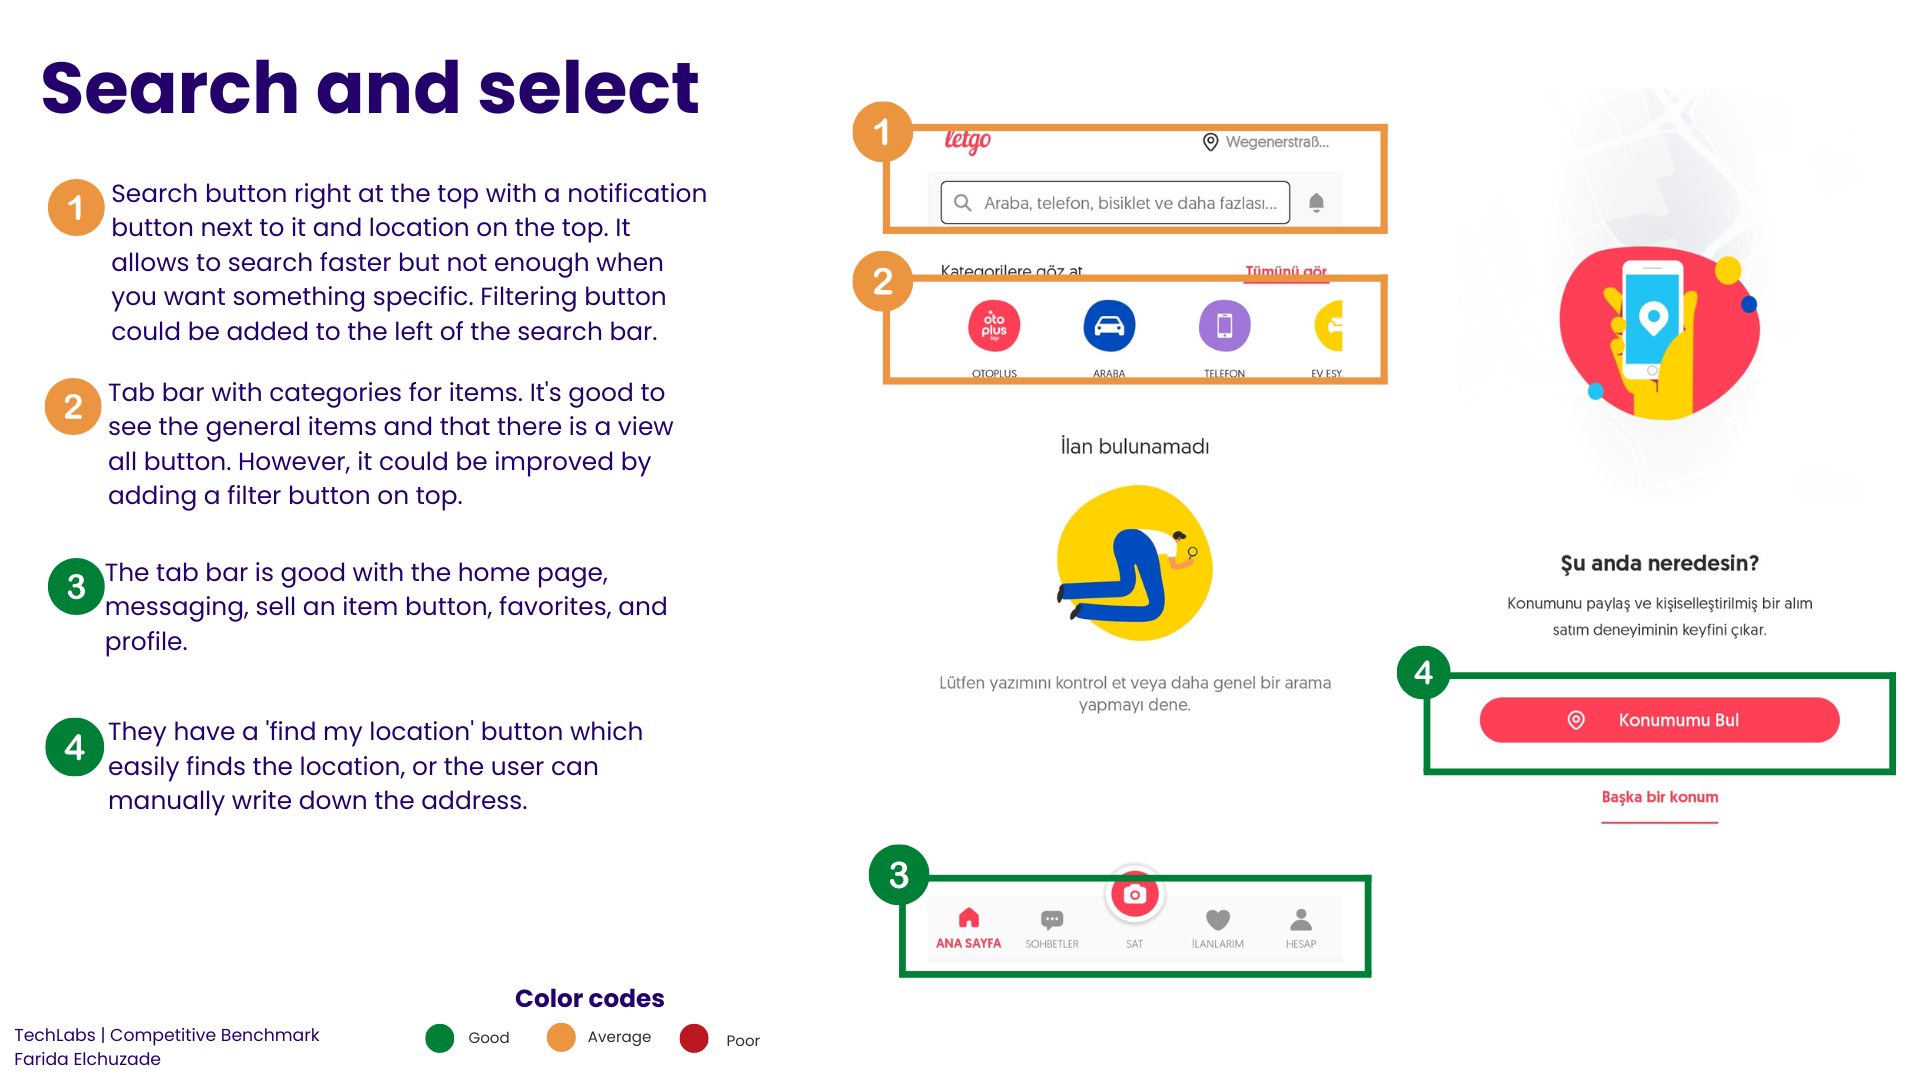 Search and select
1
Search button right at the top with a notification
button next to it and location on the top. It
allows to search faster but not enough when
you want something specific. Filtering button
could be added to the left of the search bar.
2
Tab bar with categories for items. It's good to
see the general items and that there is a view
all button. However, it could be improved by
adding a filter button on top.
3
The tab bar is good with the home page,
messaging, sell an item button, favorites, and
profile.
4
They have a 'find my location' button which
easily finds the location, or the user can
manually write down the address.
Color codes
Good
Average
Poor
TechLabs | Competitive Benchmark
Farida Elchuzade
1
letgo
Wegenerstraß...
Araba, telefon, bisiklet ve daha fazlası...
2
Kategorilere göz at
Tümünü gör
oto
plus
OTOPLUS
ARABA
TELEFON
EV EŞY
İlan bulunamadı
Lütfen yazımını kontrol et veya daha genel bir arama
yapmayı dene.
3
ANA SAYFA
SOHBETLER
SAT
İLANLARIM
HESAP
Şu anda neredesin?
Konumunu paylaş ve kişiselleştirilmiş bir alım
satım deneyiminin keyfini çıkar.
4
Konumumu Bul
Başka bir konum